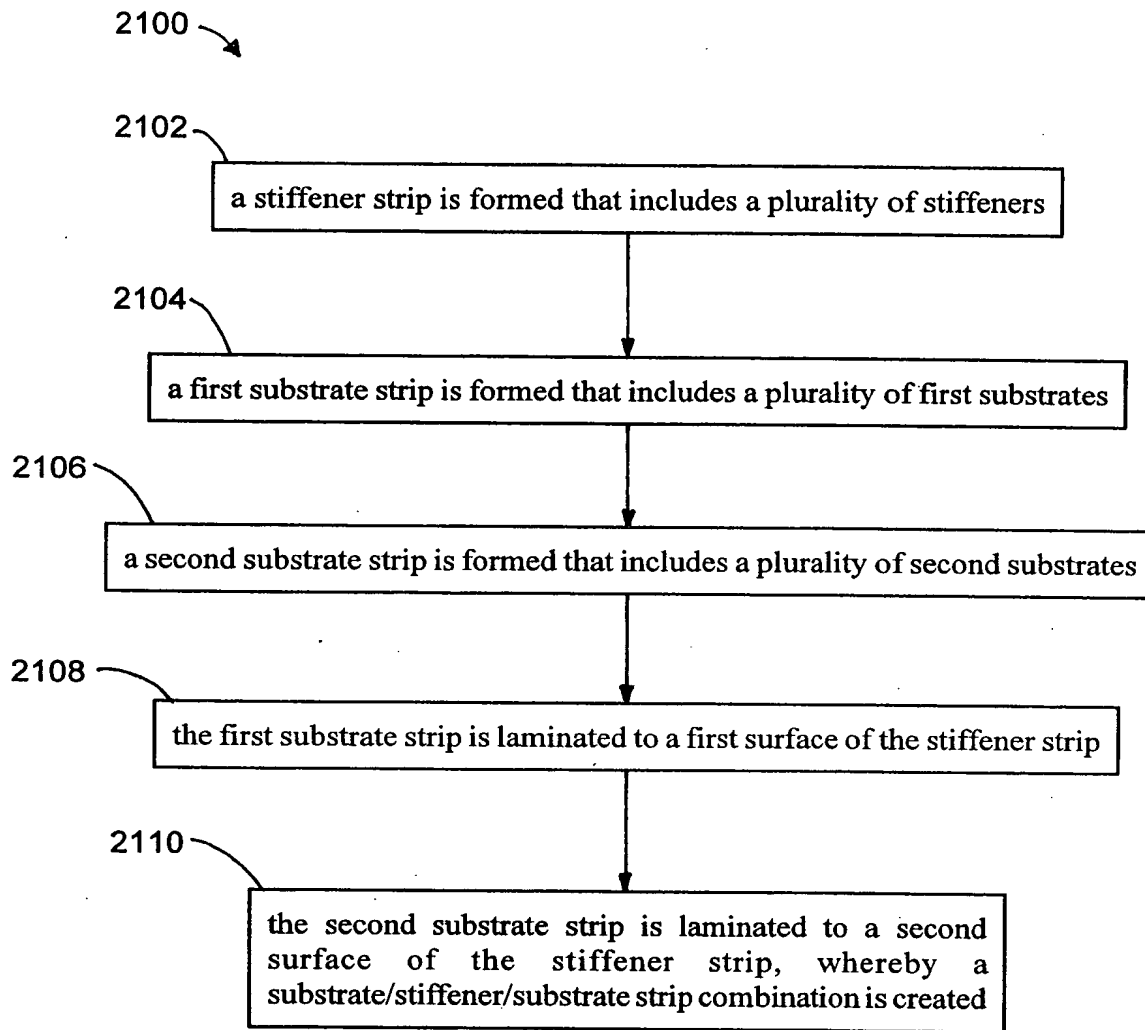 2100
2102
a stiffener strip is formed that includes a plurality of stiffeners
2104
a first substrate strip is formed that includes a plurality of first substrates
2106
a second substrate strip is formed that includes a plurality of second substrates
2108
the first substrate strip is laminated to a first surface of the stiffener strip
2110
the second substrate strip is laminated to a second
surface of the stiffener strip, whereby a
substrate/stiffener/substrate strip combination is created